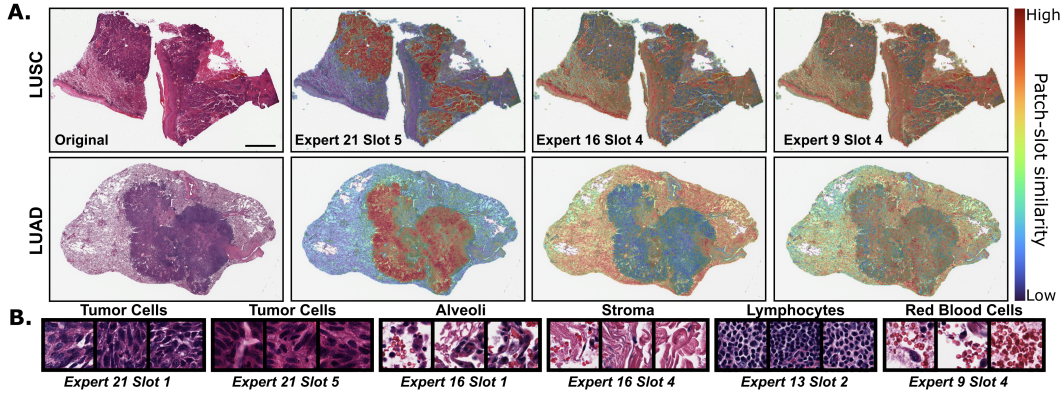 A.
LUSC
Original
Expert 21 Slot 5
Expert 16 Slot 4
Expert 9 Slot 4
High
Patch-slot similarity
Low
LUAD
B.
Tumor Cells
Tumor Cells
Alveoli
Stroma
Lymphocytes
Red Blood Cells
Expert 21 Slot 1
Expert 21 Slot 5
Expert 16 Slot 1
Expert 16 Slot 4
Expert 13 Slot 2
Expert 9 Slot 4